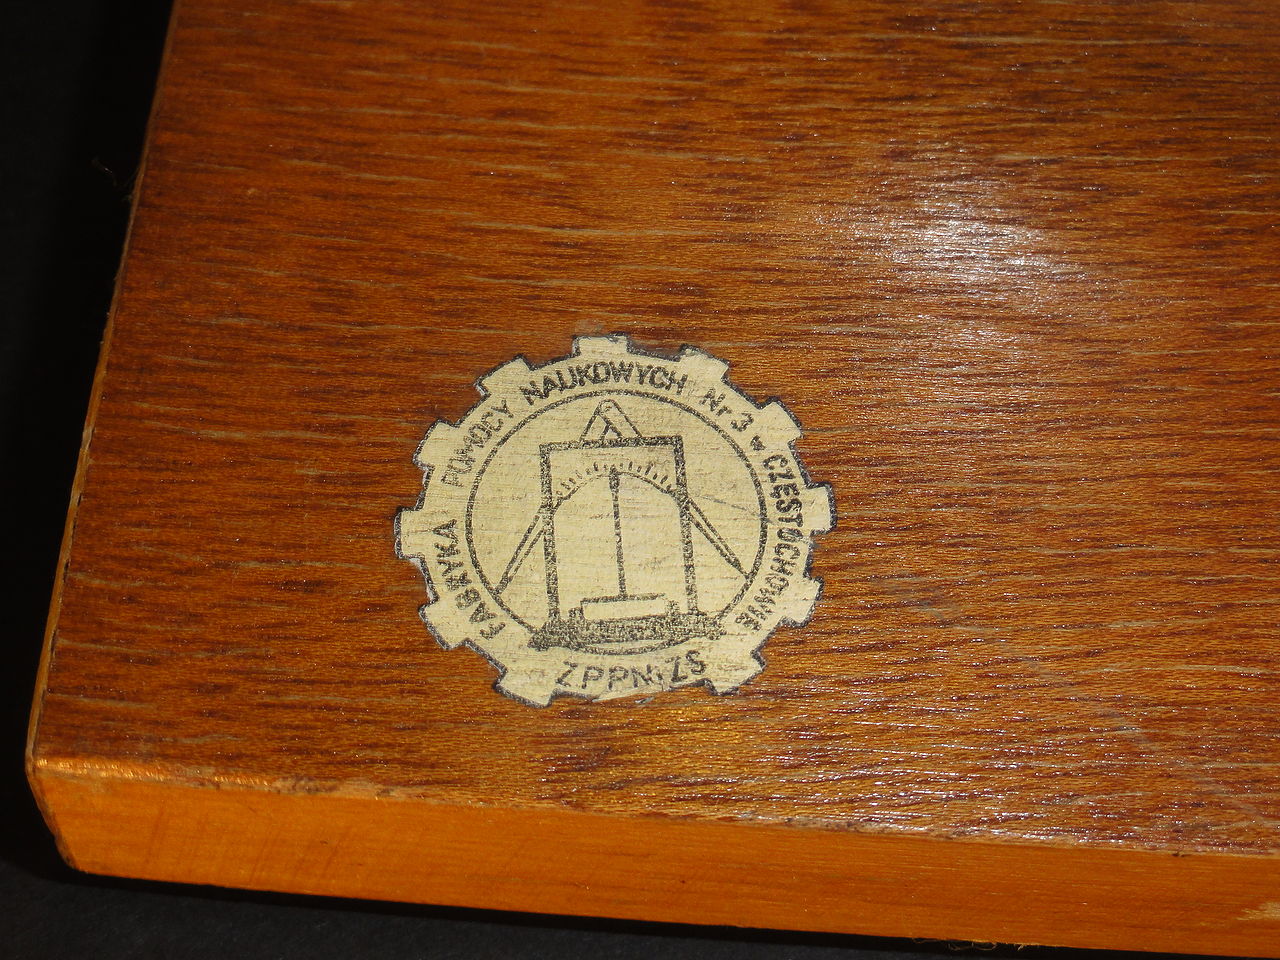 FABRYKA POMOCY NAUKOWYCH Nr 3 w CZĘSTOCHOWIE
ZPPNiZS